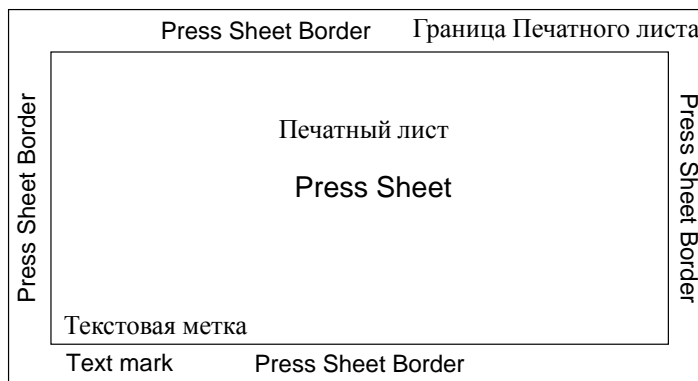 Press Sheet Border
Граница Печатного листа
Press Sheet Border
Press Sheet Border
Печатный лист
Press Sheet
Текстовая метка
Text mark
Press Sheet Border